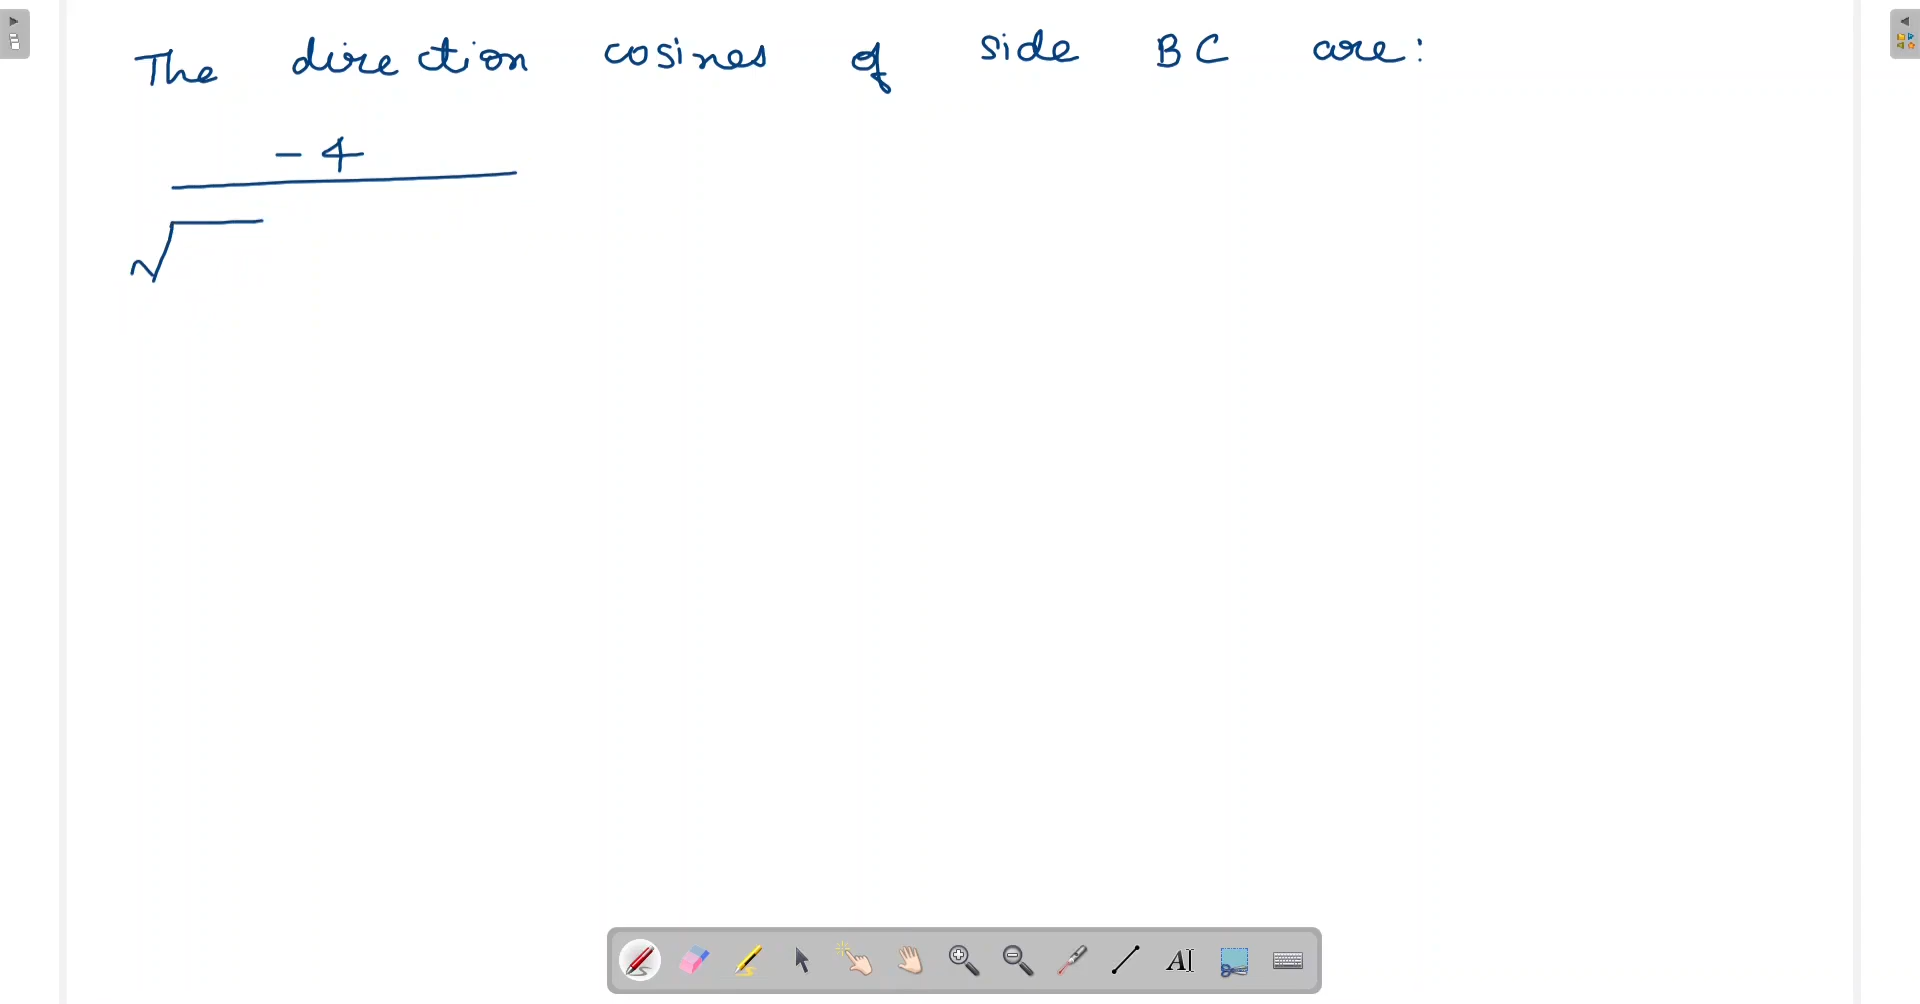 The direction cosines of side BC are:
- 4
√